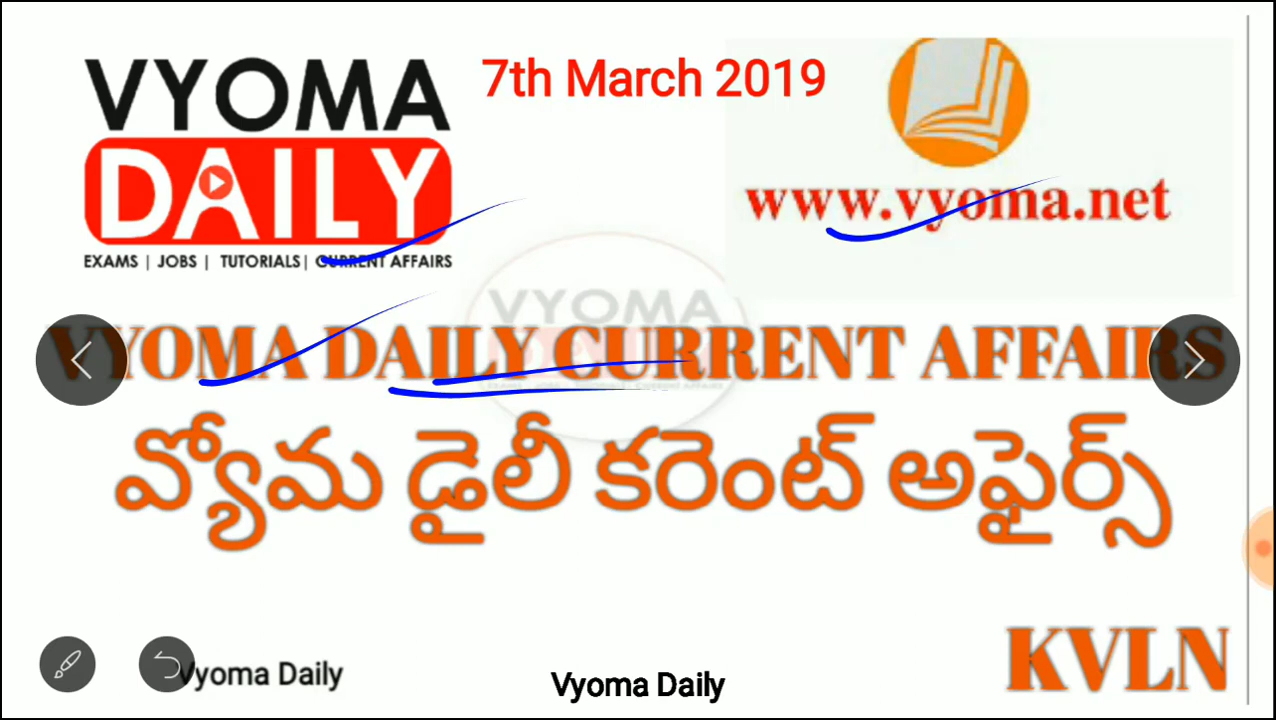 VYOMA
DAILY
EXAMS | JOBS | TUTORIALS | CURRENT AFFAIRS
7th March 2019
www.vyoma.net
VYOMA DAILY CURRENT AFFAIRS
వ్యోమ డైలీ కరెంట్ అఫైర్స్
KVLN
Vyoma Daily
Vyoma Daily
VYOMA